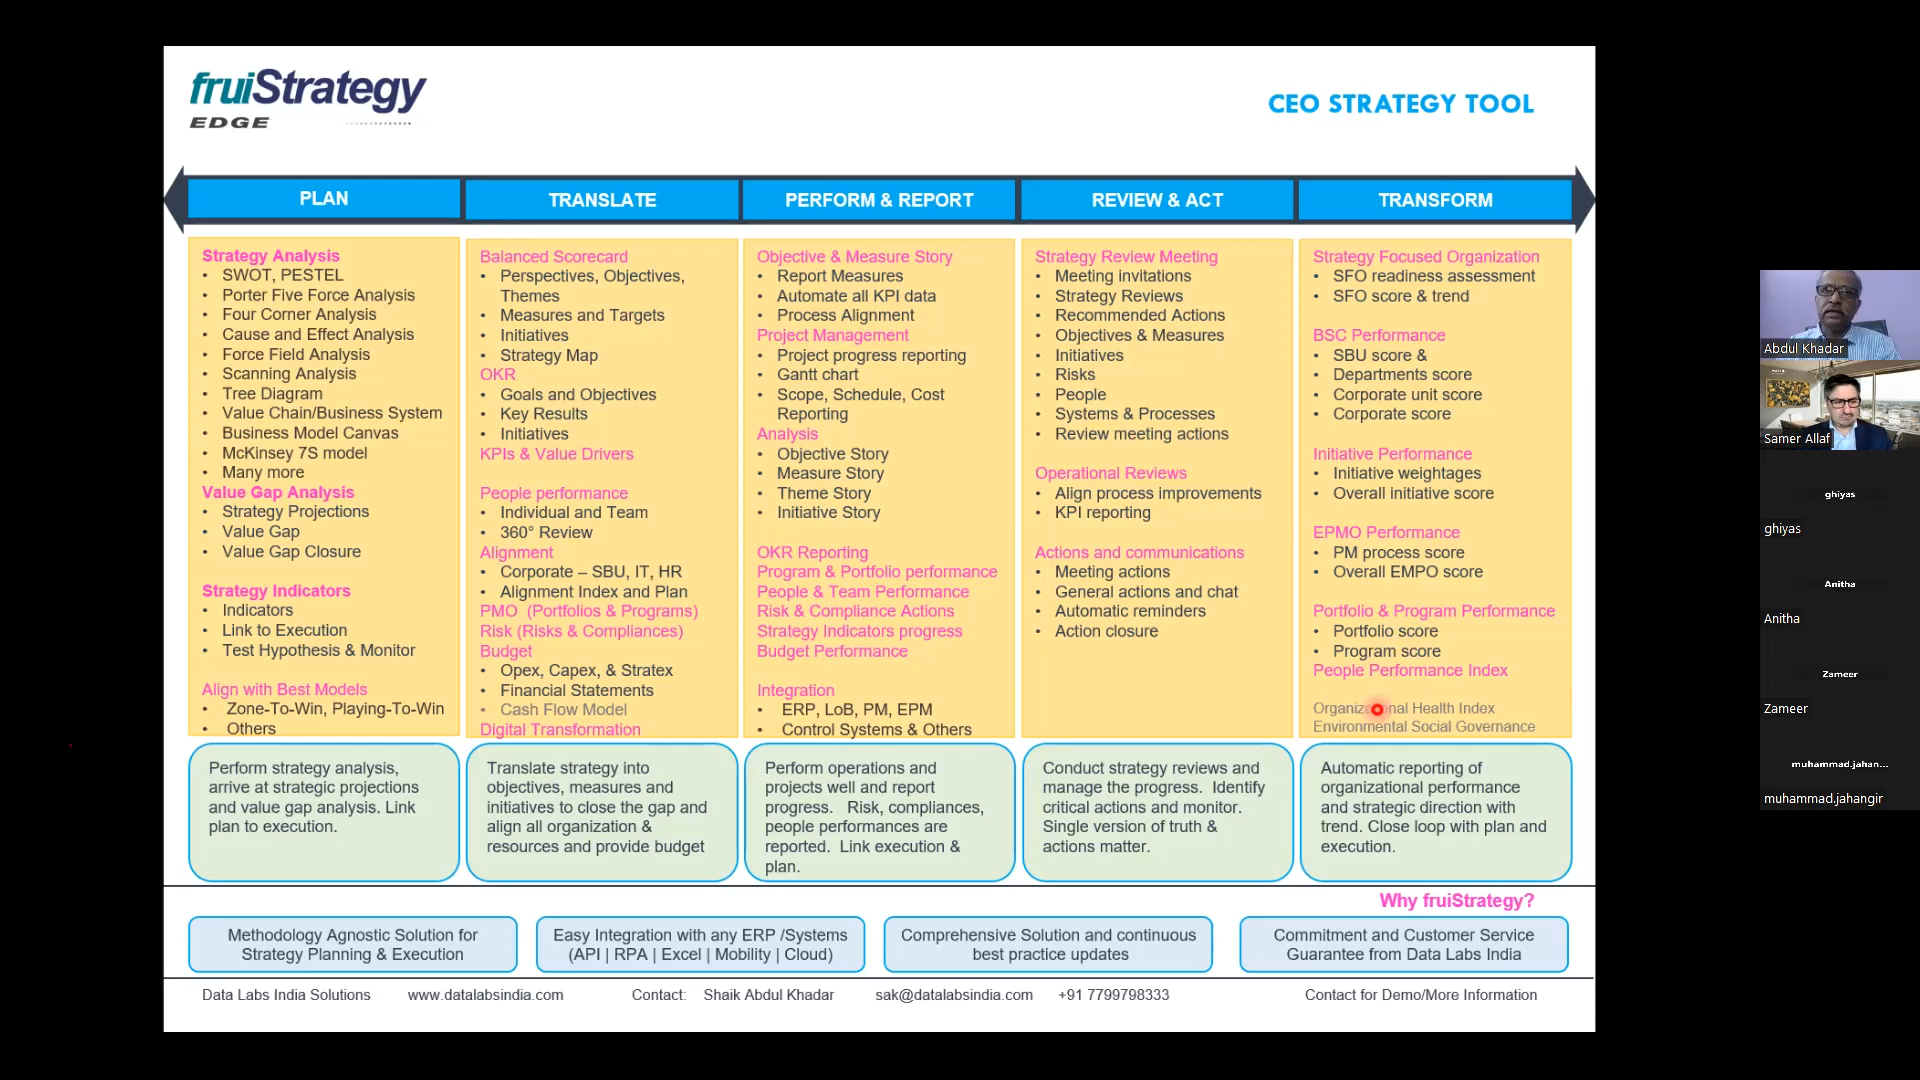 fruiStrategy
EDGE
CEO STRATEGY TOOL
PLAN
TRANSLATE
PERFORM & REPORT
REVIEW & ACT
TRANSFORM
Strategy Analysis
• SWOT, PESTEL
• Porter Five Force Analysis
• Four Corner Analysis
• Cause and Effect Analysis
• Force Field Analysis
• Scanning Analysis
• Tree Diagram
• Value Chain/Business System
• Business Model Canvas
• McKinsey 7S model
• Many more
Value Gap Analysis
• Strategy Projections
• Value Gap
• Value Gap Closure
Strategy Indicators
• Indicators
• Link to Execution
• Test Hypothesis & Monitor
Align with Best Models
• Zone-To-Win, Playing-To-Win
• Others
Balanced Scorecard
• Perspectives, Objectives,
Themes
• Measures and Targets
• Initiatives
• Strategy Map
OKR
• Goals and Objectives
• Key Results
• Initiatives
KPIs & Value Drivers
People performance
• Individual and Team
• 360° Review
Alignment
• Corporate – SBU, IT, HR
• Alignment Index and Plan
PMO (Portfolios & Programs)
Risk (Risks & Compliances)
Budget
• Opex, Capex, & Stratex
• Financial Statements
• Cash Flow Model
Digital Transformation
Objective & Measure Story
• Report Measures
• Automate all KPI data
• Process Alignment
Project Management
• Project progress reporting
• Gantt chart
• Scope, Schedule, Cost
Reporting
Analysis
• Objective Story
• Measure Story
• Theme Story
• Initiative Story
OKR Reporting
Program & Portfolio performance
People & Team Performance
Risk & Compliance Actions
Strategy Indicators progress
Budget Performance
Integration
• ERP, LoB, PM, EPM
• Control Systems & Others
Strategy Review Meeting
• Meeting invitations
• Strategy Reviews
• Recommended Actions
• Objectives & Measures
• Initiatives
• Risks
• People
• Systems & Processes
• Review meeting actions
Operational Reviews
• Align process improvements
• KPI reporting
Actions and communications
• Meeting actions
• General actions and chat
• Automatic reminders
• Action closure
Strategy Focused Organization
• SFO readiness assessment
• SFO score & trend
BSC Performance
• SBU score &
• Departments score
• Corporate unit score
• Corporate score
Initiative Performance
• Initiative weightages
• Overall initiative score
EPMO Performance
• PM process score
• Overall EMPO score
Portfolio & Program Performance
• Portfolio score
• Program score
People Performance Index
Organizational Health Index
Environmental Social Governance
Perform strategy analysis,
arrive at strategic projections
and value gap analysis. Link
plan to execution.
Translate strategy into
objectives, measures and
initiatives to close the gap and
align all organization &
resources and provide budget
Perform operations and
projects well and report
progress. Risk, compliances,
people performances are
reported. Link execution &
plan.
Conduct strategy reviews and
manage the progress. Identify
critical actions and monitor.
Single version of truth &
actions matter.
Automatic reporting of
organizational performance
and strategic direction with
trend. Close loop with plan and
execution.
Why fruiStrategy?
Methodology Agnostic Solution for
Strategy Planning & Execution
Easy Integration with any ERP /Systems
(API | RPA | Excel | Mobility | Cloud)
Comprehensive Solution and continuous
best practice updates
Commitment and Customer Service
Guarantee from Data Labs India
Data Labs India Solutions www.datalabsindia.com Contact: Shaik Abdul Khadar sak@datalabsindia.com +91 7799798333 Contact for Demo/More Information
Abdul Khadar
Samer Allaf
ghiyas
ghiyas
Anitha
Anitha
Zameer
Zameer
muhammad.jahan...
muhammad.jahangir